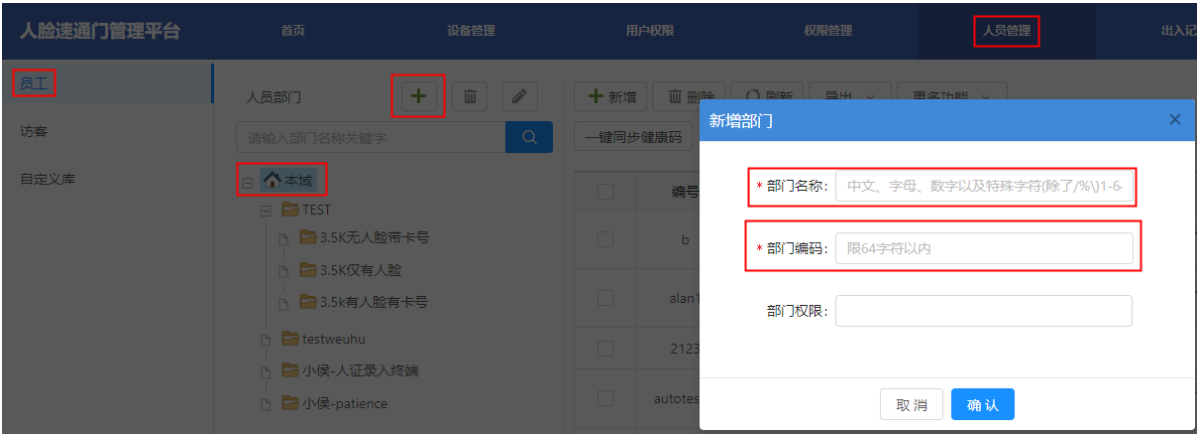 人脸速通门管理平台 首页 设备管理 用户权限 权限管理 人员管理 出入记
员工
访客
自定义库
人员部门
请输入部门名称关键字
本域
TEST
3.5K无人脸带卡号
3.5K仅有人脸
3.5k有人脸有卡号
testweuhu
小侯-人证录入终端
小侯-patience
新增 删除 刷新 导出 更多功能
一键同步健康码
编号
b
alan1
2123
autotes
新增部门
* 部门名称: 中文、字母、数字以及特殊字符(除了/%\)1-6
* 部门编码: 限64字符以内
部门权限:
取消 确认